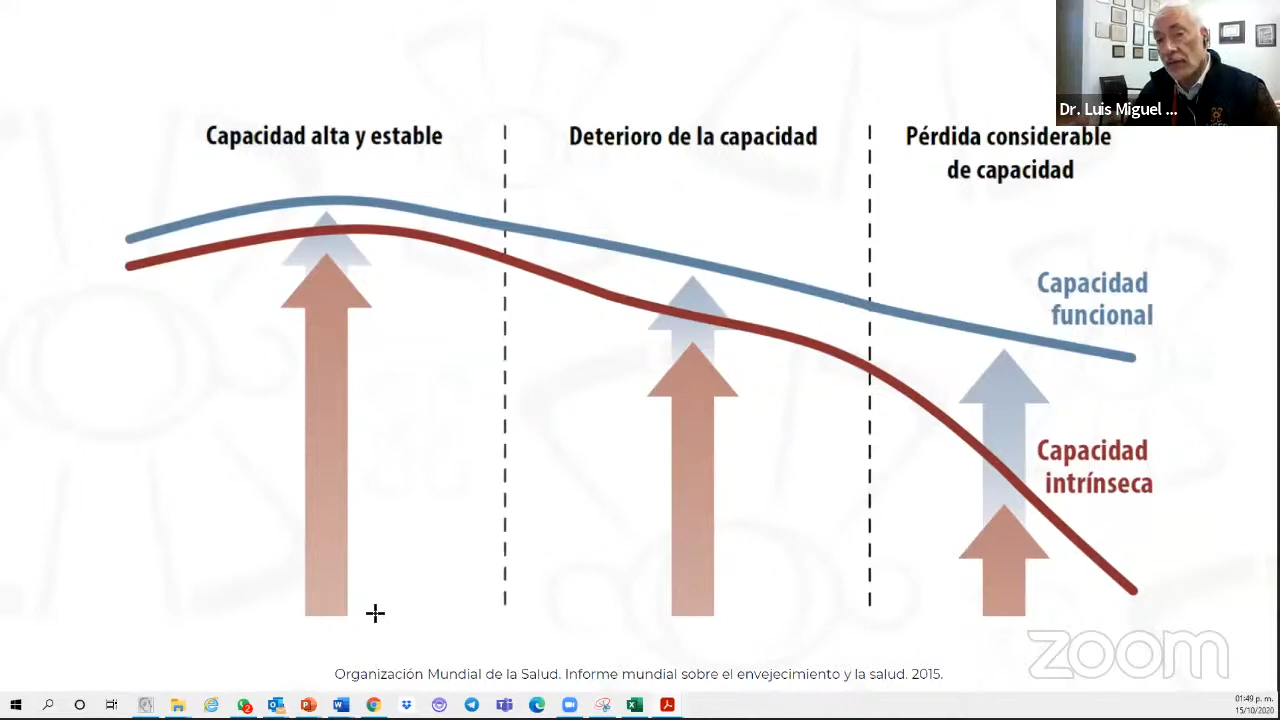 Dr. Luis Miguel ...
Capacidad alta y estable
Deterioro de la capacidad
Pérdida considerable
de capacidad
Capacidad
funcional
Capacidad
intrínseca
zoom
Organización Mundial de la Salud. Informe mundial sobre el envejecimiento y la salud. 2015.
01:49 p. m.
15/10/2020